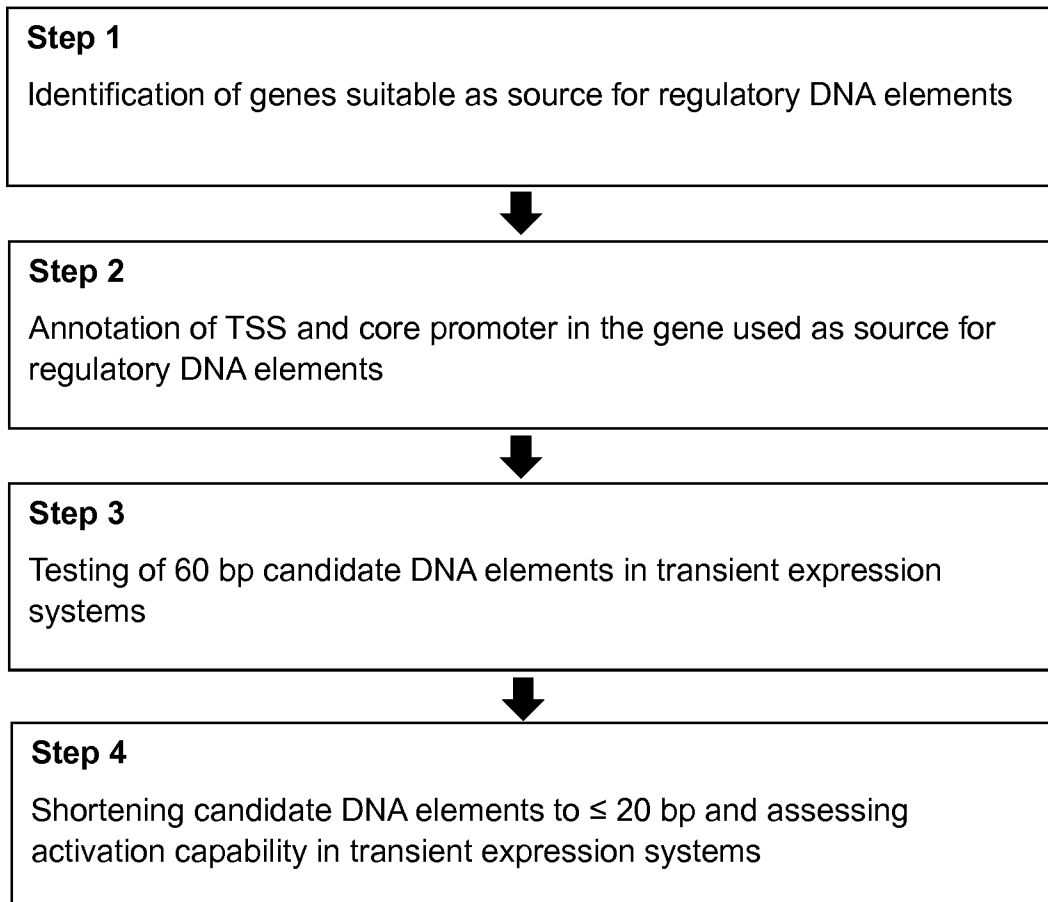 Step 1
Identification of genes suitable as source for regulatory DNA elements
Step 2
Annotation of TSS and core promoter in the gene used as source for
regulatory DNA elements
Step 3
Testing of 60 bp candidate DNA elements in transient expression
systems
Step 4
Shortening candidate DNA elements to ≤ 20 bp and assessing
activation capability in transient expression systems